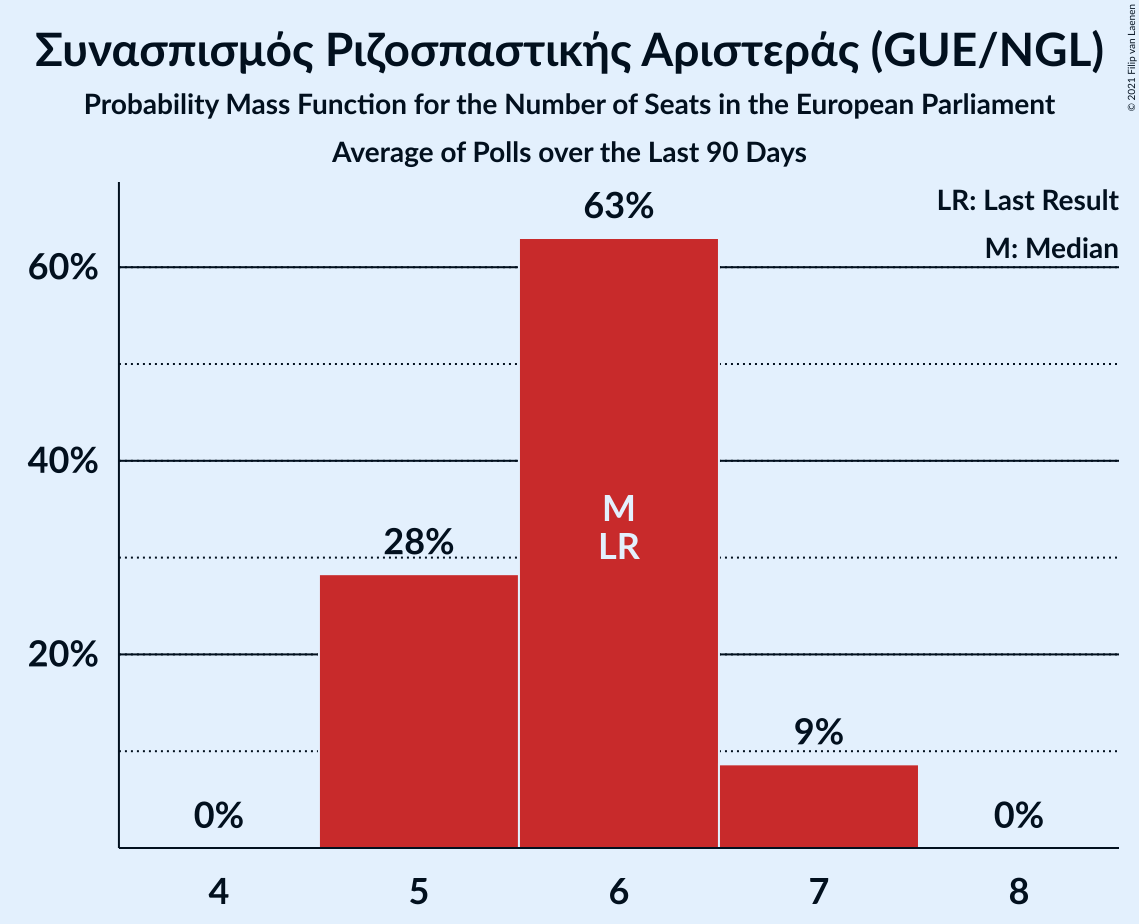 Συνασπισμός Ριζοσπαστικής Αριστεράς (GUE/NGL)
Probability Mass Function for the Number of Seats in the European Parliament
Average of Polls over the Last 90 Days
© 2021 Filip van Laenen
LR: Last Result
M: Median
63%
60%
40%
M
28%
LR
20%
9%
0%
0%
4
5
6
7
8